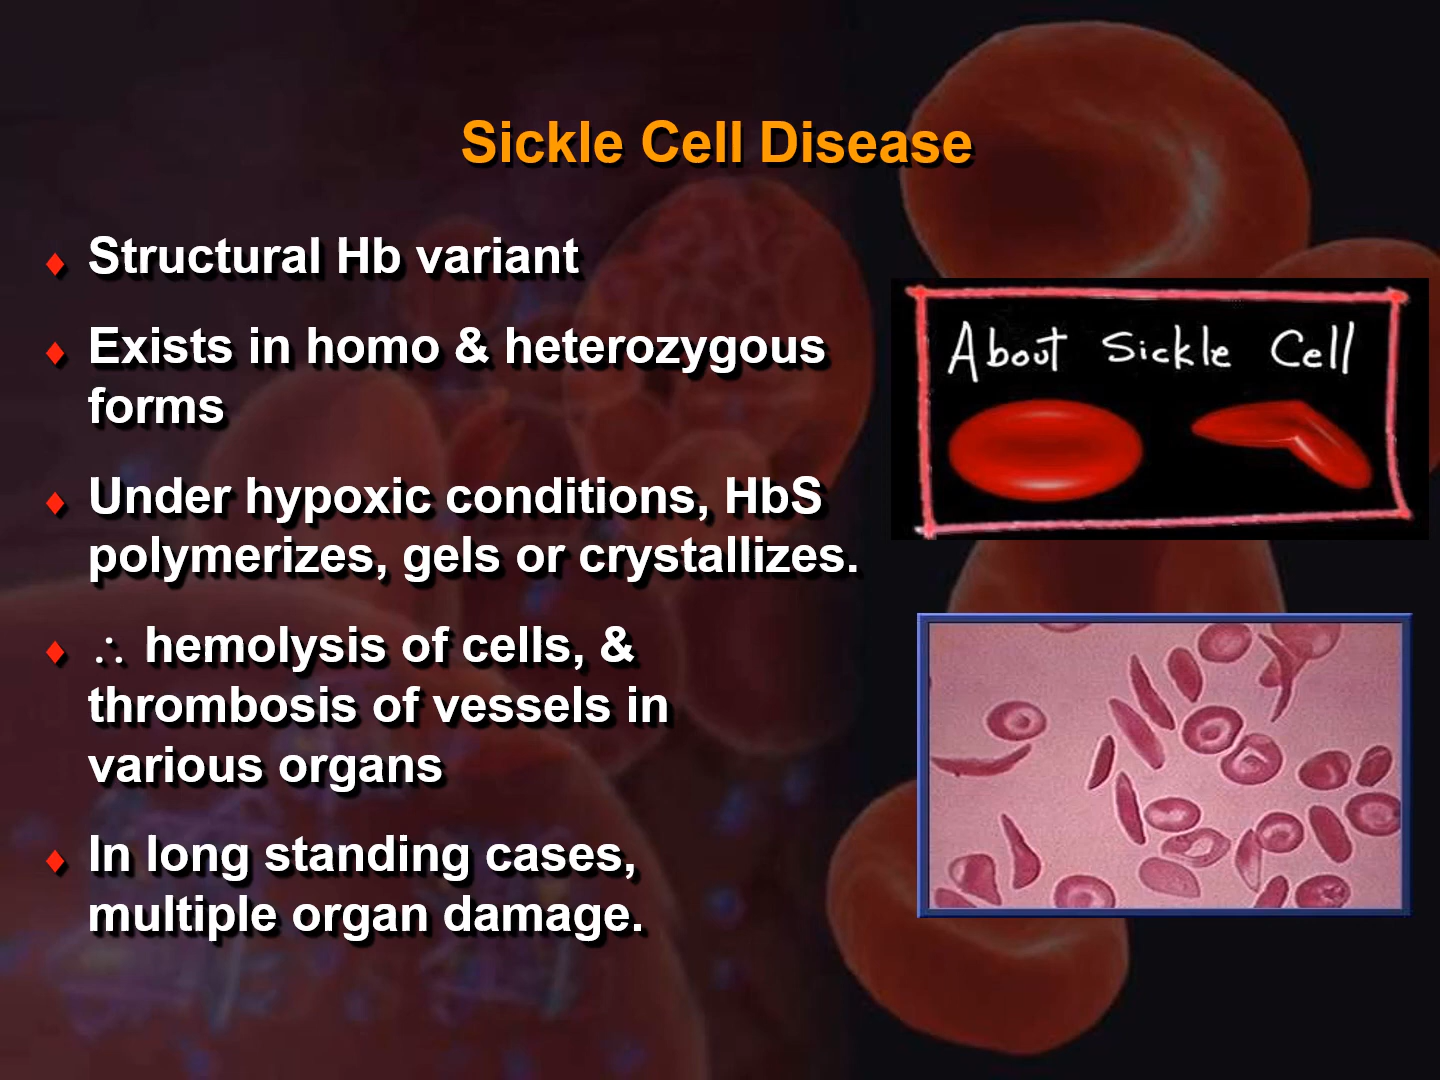 Sickle Cell Disease
♦ Structural Hb variant
♦ Exists in homo & heterozygous
forms
♦ Under hypoxic conditions, HbS
polymerizes, gels or crystallizes.
♦ ∴ hemolysis of cells, &
thrombosis of vessels in
various organs
♦ In long standing cases,
multiple organ damage.
About Sickle Cell